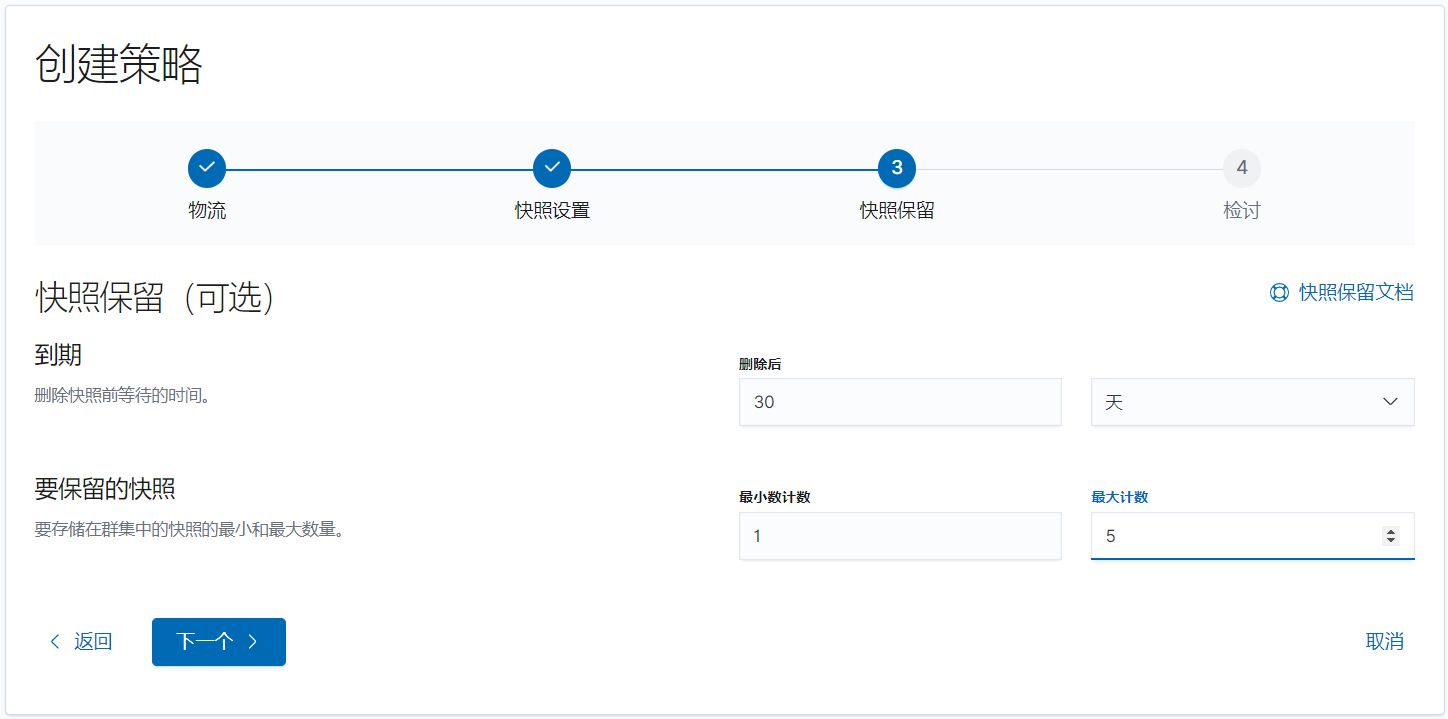 创建策略
3
4
物流
快照设置
快照保留
检讨
快照保留（可选）
快照保留文档
到期
删除快照前等待的时间。
删除后
30
天
要保留的快照
要存储在群集中的快照的最小和最大数量。
最小数计数
最大计数
1
5
返回
下一个
取消